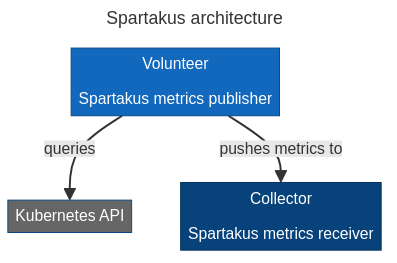 Spartakus architecture
Volunteer
Spartakus metrics publisher
queries
pushes metrics to
Kubernetes API
Collector
Spartakus metrics receiver